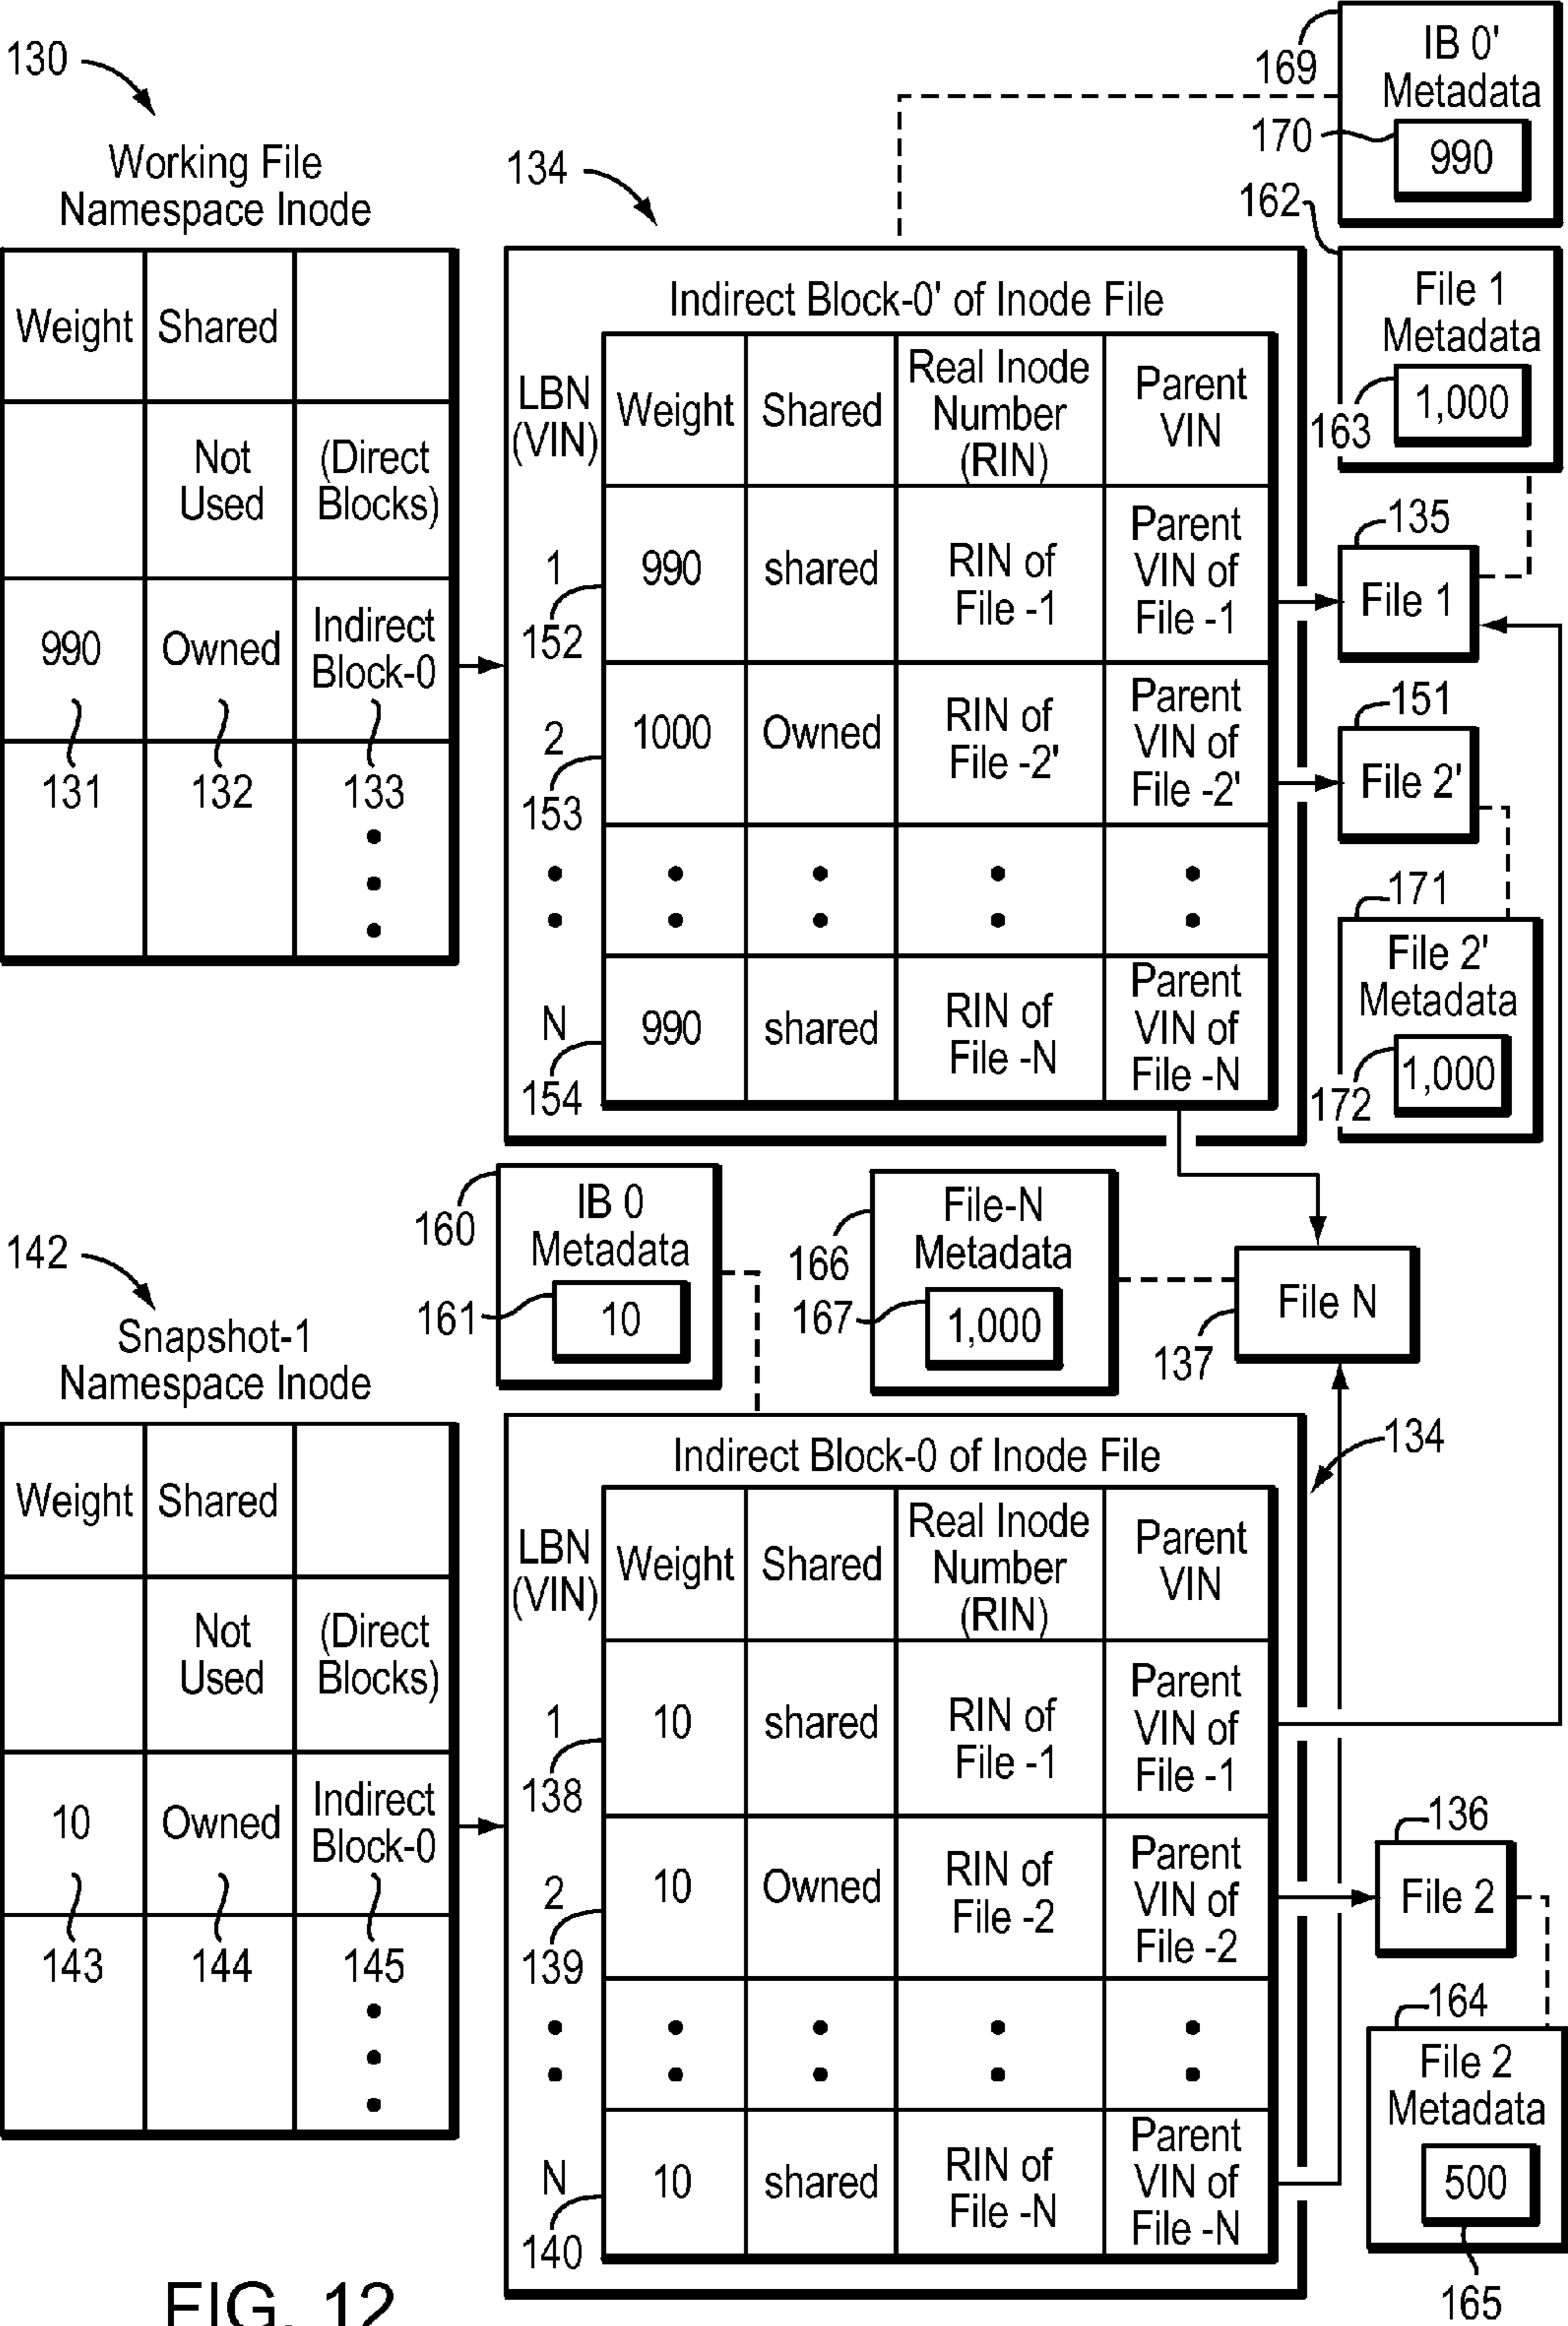 130
Working File
Namespace Inode
Weight Shared
Not
Used
(Direct
Blocks)
990 Owned Indirect
Block-0
131 132 133
134
169
IB 0'
Metadata
170
990
162
File 1
Metadata
163
1,000
Indirect Block-0' of Inode File
LBN
(VIN)
Weight Shared Real Inode
Number
(RIN)
Parent
VIN
1 990 shared RIN of
File -1
Parent
VIN of
File -1
152
2 1000 Owned RIN of
File -2'
Parent
VIN of
File -2'
153
N 990 shared RIN of
File -N
Parent
VIN of
File -N
154
135
File 1
151
File 2'
171
File 2'
Metadata
172
1,000
160
IB 0
Metadata
161
10
166
File-N
Metadata
167
1,000
137
File N
142
Snapshot-1
Namespace Inode
Weight Shared
Not
Used
(Direct
Blocks)
10 Owned Indirect
Block-0
143 144 145
134
Indirect Block-0 of Inode File
LBN
(VIN)
Weight Shared Real Inode
Number
(RIN)
Parent
VIN
1 10 shared RIN of
File -1
Parent
VIN of
File -1
138
2 10 Owned RIN of
File -2
Parent
VIN of
File -2
139
N 10 shared RIN of
File -N
Parent
VIN of
File -N
140
136
File 2
164
File 2
Metadata
500
165
FIG. 12